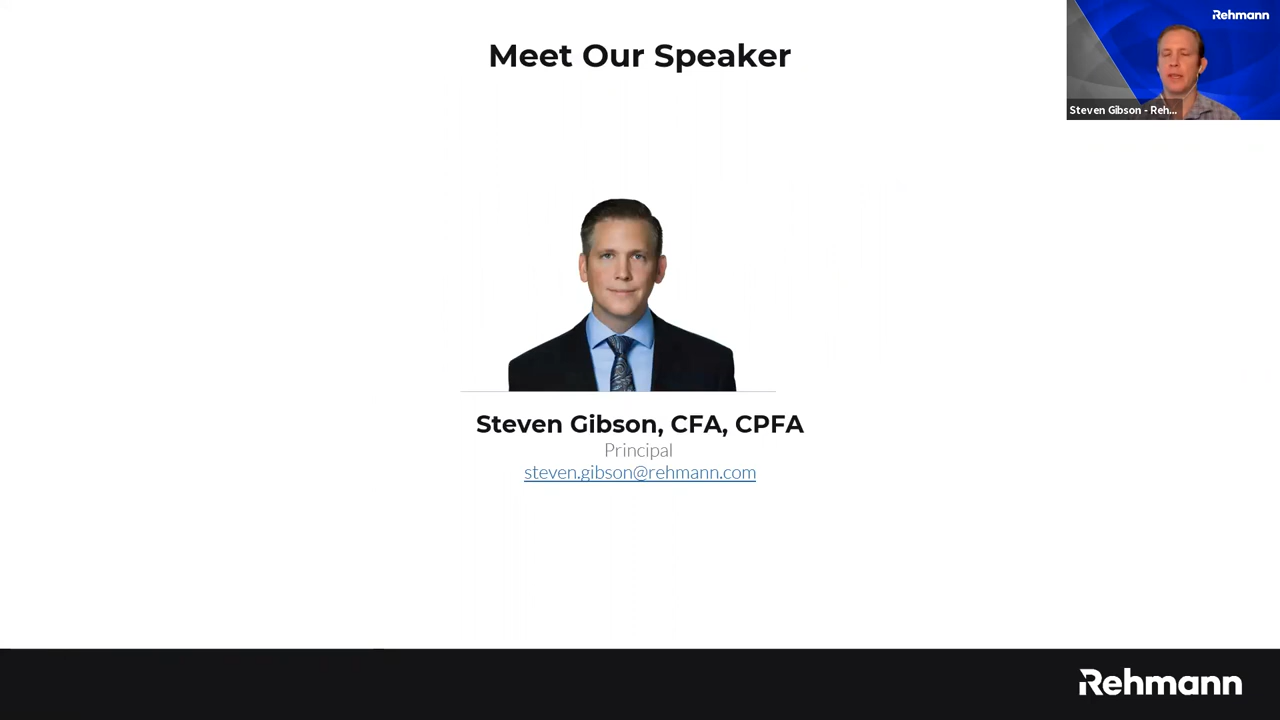 Rehmann
Meet Our Speaker
Steven Gibson - Reh...
Steven Gibson, CFA, CPFA
Principal
steven.gibson@rehmann.com
Rehmann